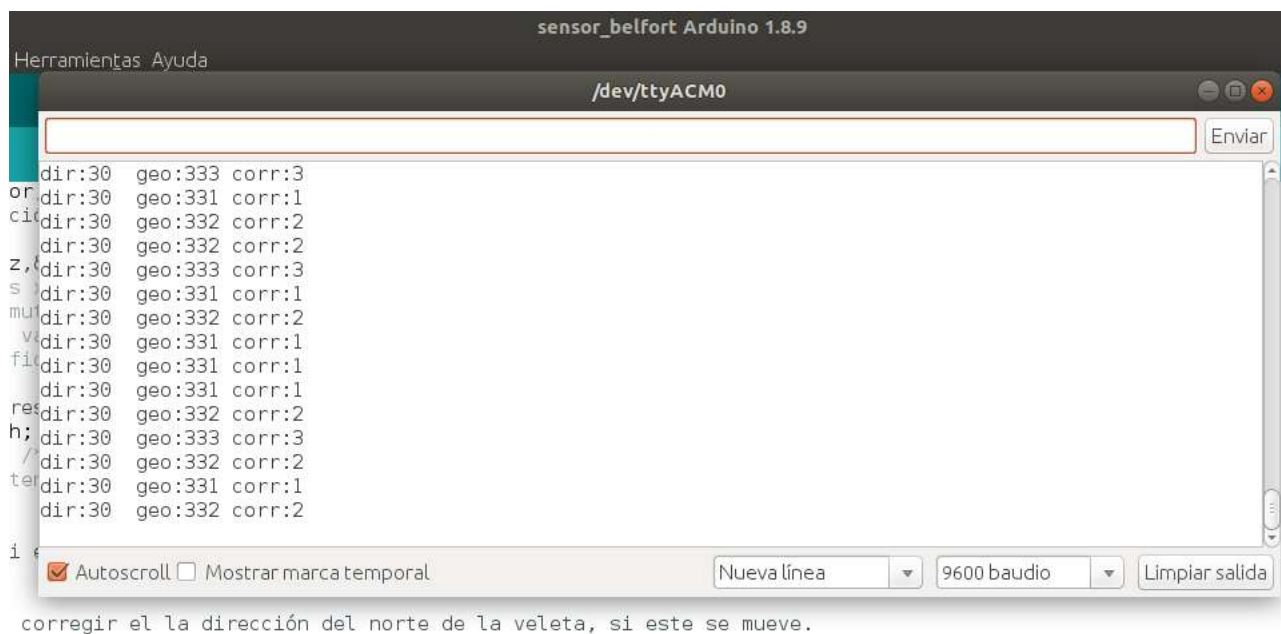 sensor_belfort Arduino 1.8.9
Herramientas Ayuda
/dev/ttyACM0
Enviar
dir:30  geo:333 corr:3
dir:30  geo:331 corr:1
dir:30  geo:332 corr:2
dir:30  geo:332 corr:2
dir:30  geo:333 corr:3
dir:30  geo:331 corr:1
dir:30  geo:332 corr:2
dir:30  geo:331 corr:1
dir:30  geo:331 corr:1
dir:30  geo:331 corr:1
dir:30  geo:332 corr:2
dir:30  geo:333 corr:3
dir:30  geo:332 corr:2
dir:30  geo:331 corr:1
dir:30  geo:332 corr:2
Autoscroll Mostrar marca temporal Nueva línea 9600 baudio Limpiar salida
corregir el la dirección del norte de la veleta, si este se mueve.